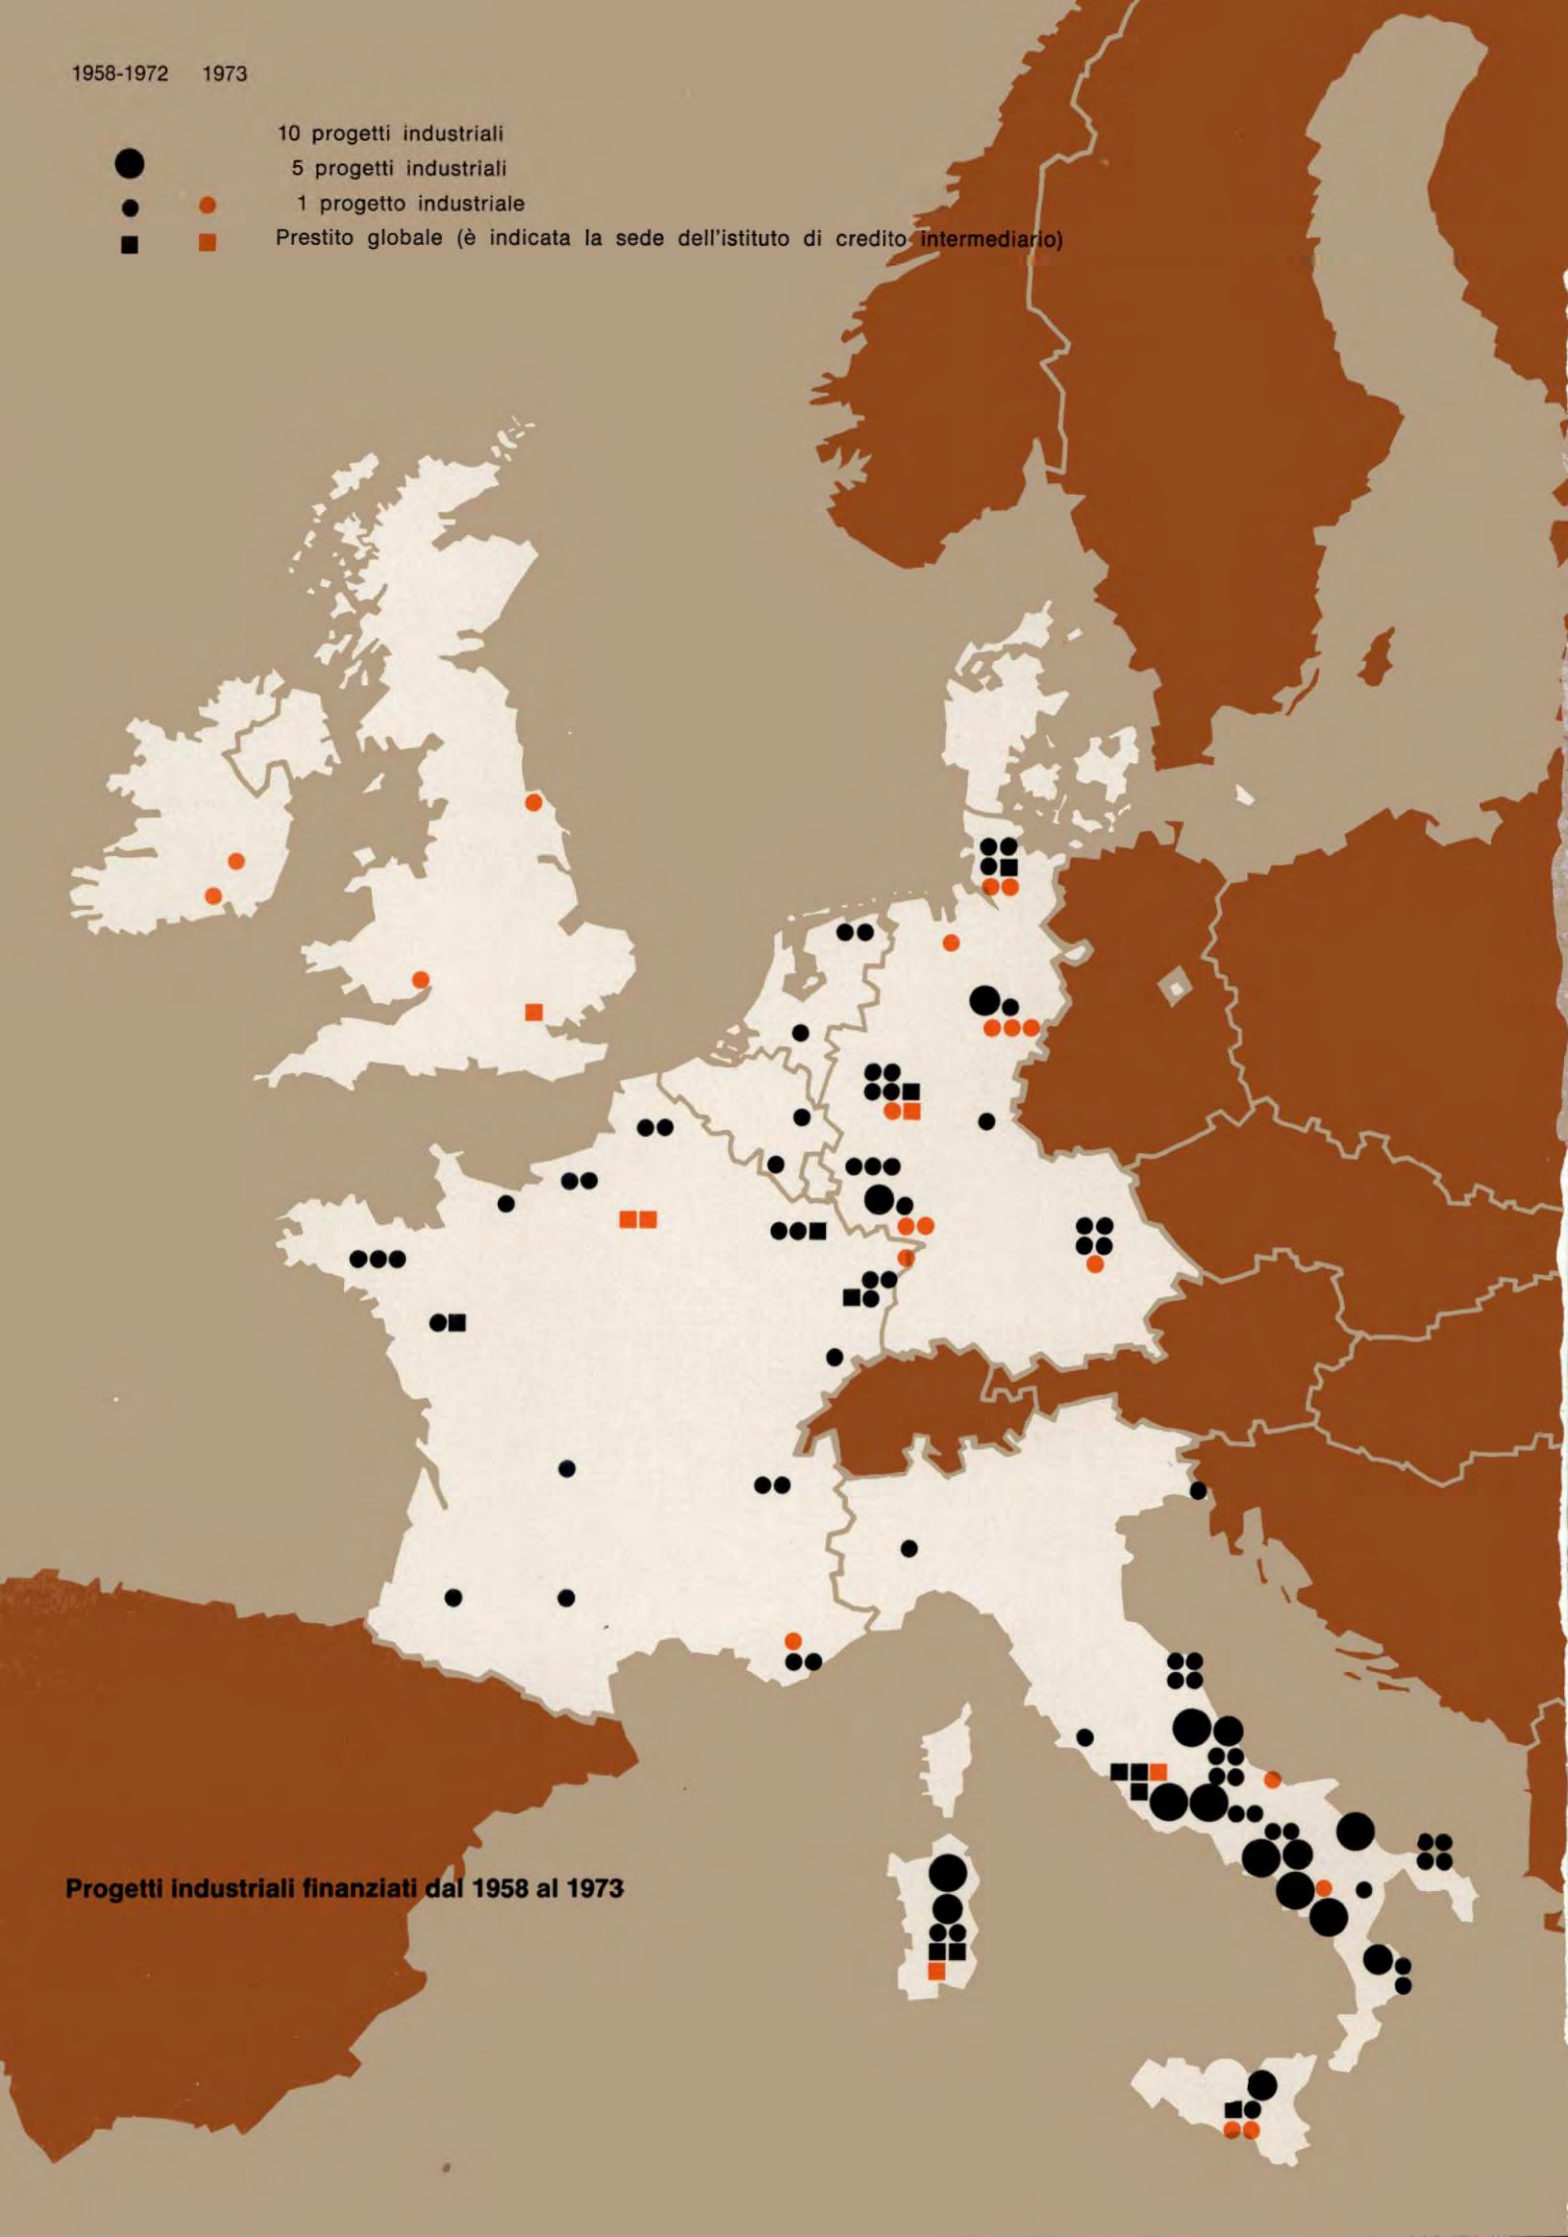 1958-1972 1973
10 progetti industriali
5 progetti industriali
1 progetto industriale
Prestito globale (è indicata la sede dell'istituto di credito intermediario)
Progetti industriali finanziati dal 1958 al 1973